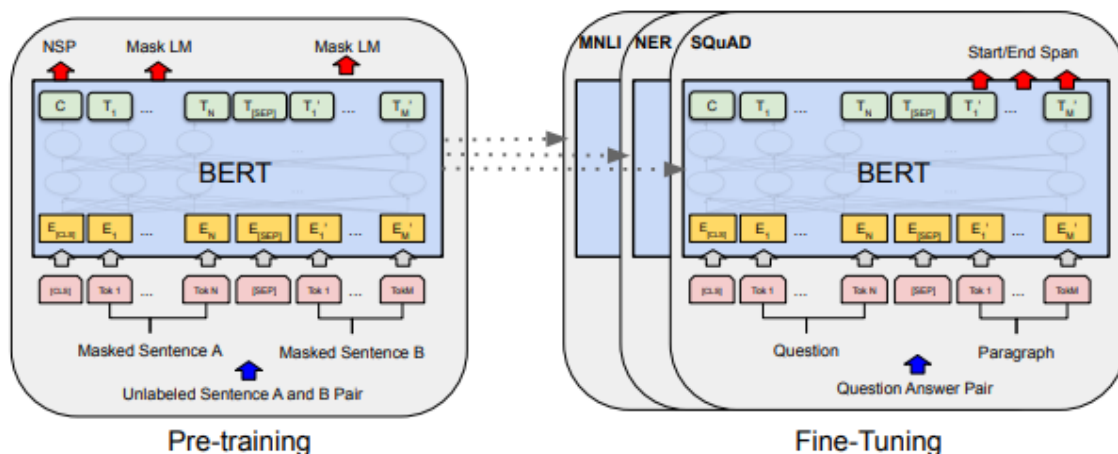 NSP Mask LM Mask LM
C T1 ... TN T[SEP] T1' ... TM'
BERT
E[CLS] E1 ... EN E[SEP] E1' ... EM'
[CLS] Tok 1 ... Tok N [SEP] Tok 1 ... TokM
Masked Sentence A Masked Sentence B
Unlabeled Sentence A and B Pair
Pre-training
MNLI NER SQuAD
Start/End Span
C T1 ... TN T[SEP] T1' ... TM'
BERT
E[CLS] E1 ... EN E[SEP] E1' ... EM'
[CLS] Tok 1 ... Tok N [SEP] Tok 1 ... TokM
Question Paragraph
Question Answer Pair
Fine-Tuning